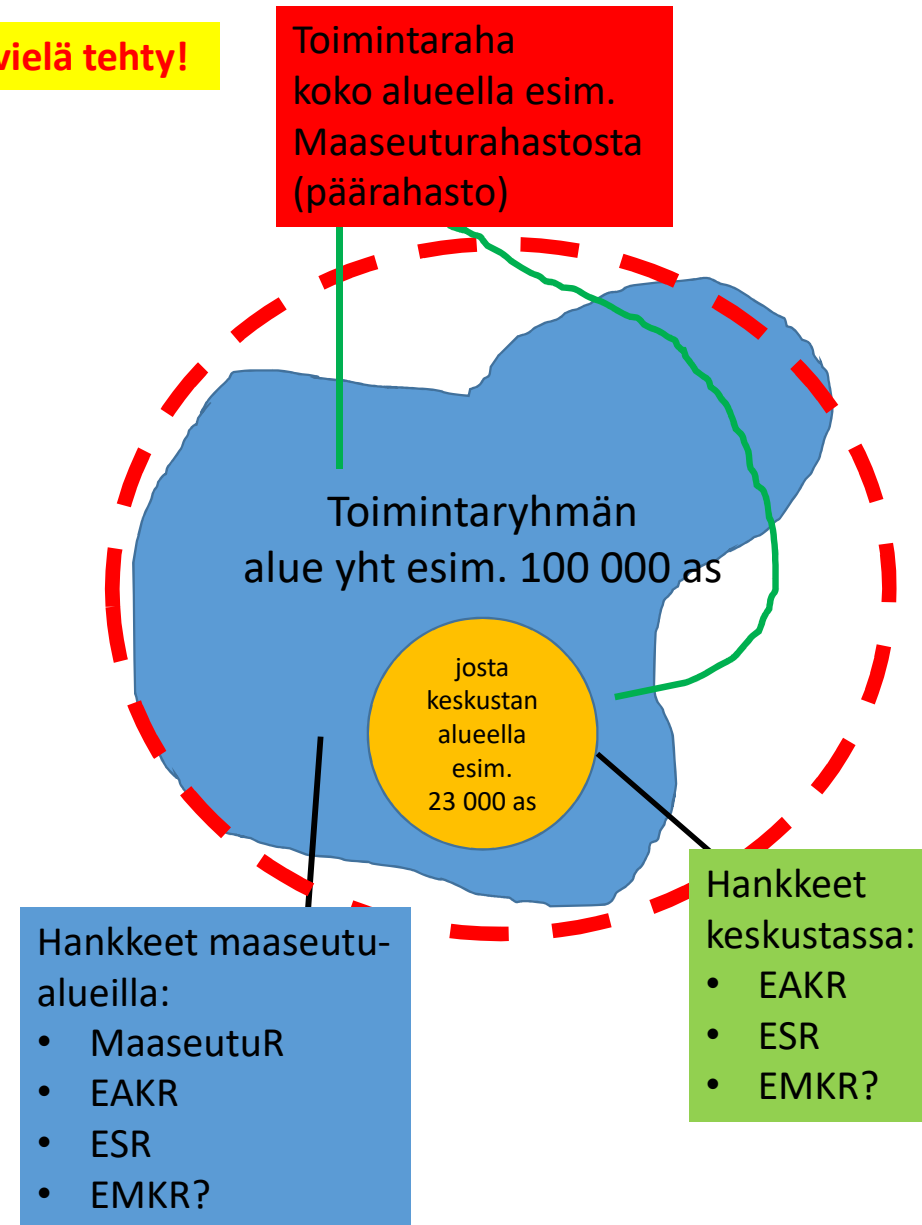 vielä tehty!
Toimintaraha
koko alueella esim.
Maaseuturahastosta
(päärahasto)
Toimintaryhmän
alue yht esim. 100 000 as
josta
keskustan
alueella
esim.
23 000 as
Hankkeet maaseutu-
alueilla:
• MaaseutuR
• EAKR
• ESR
• EMKR?
Hankkeet
keskustassa:
• EAKR
• ESR
• EMKR?